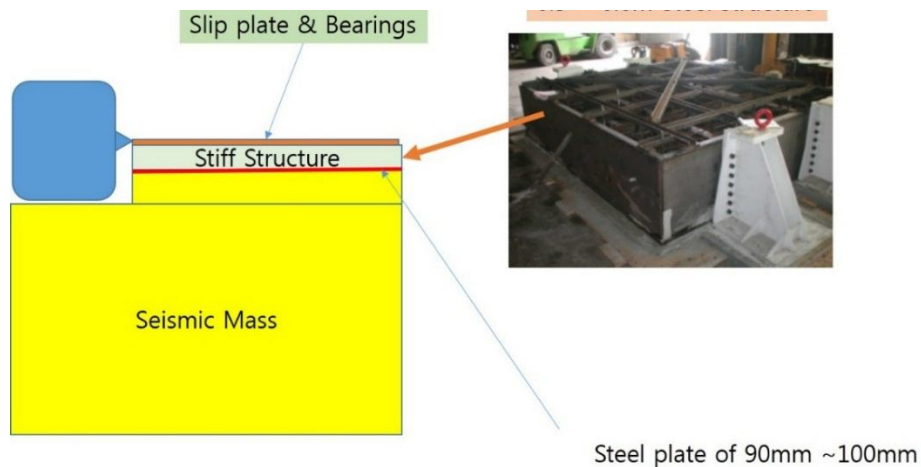 Slip plate & Bearings
Stiff Structure
Seismic Mass
Steel plate of 90mm ~100mm